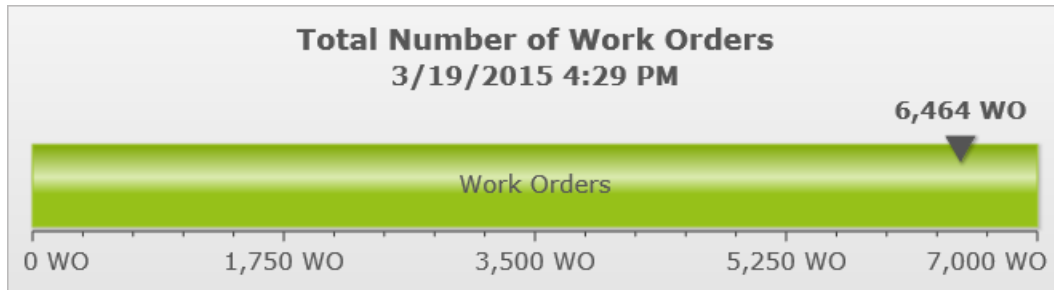 Total Number of Work Orders
3/19/2015 4:29 PM
6,464 WO
Work Orders
0 WO 1,750 WO 3,500 WO 5,250 WO 7,000 WO